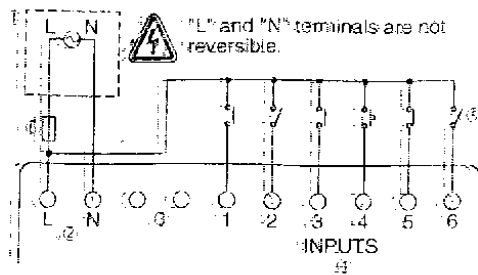 L N
"L" and "N" terminals are not
reversible.
L N 1 2 3 4 5 6
INPUTS